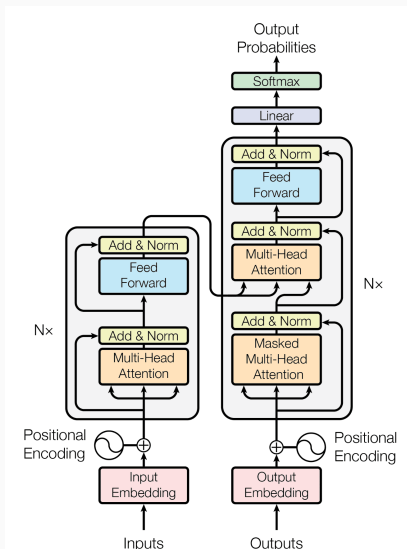 Output
Probabilities
Softmax
Linear
Add & Norm
Feed
Forward
Add & Norm
Multi-Head
Attention
Add & Norm
Masked
Multi-Head
Attention
N×
Add & Norm
Feed
Forward
Add & Norm
Multi-Head
Attention
N×
Positional
Encoding
Positional
Encoding
Input
Embedding
Output
Embedding
Inputs
Outputs